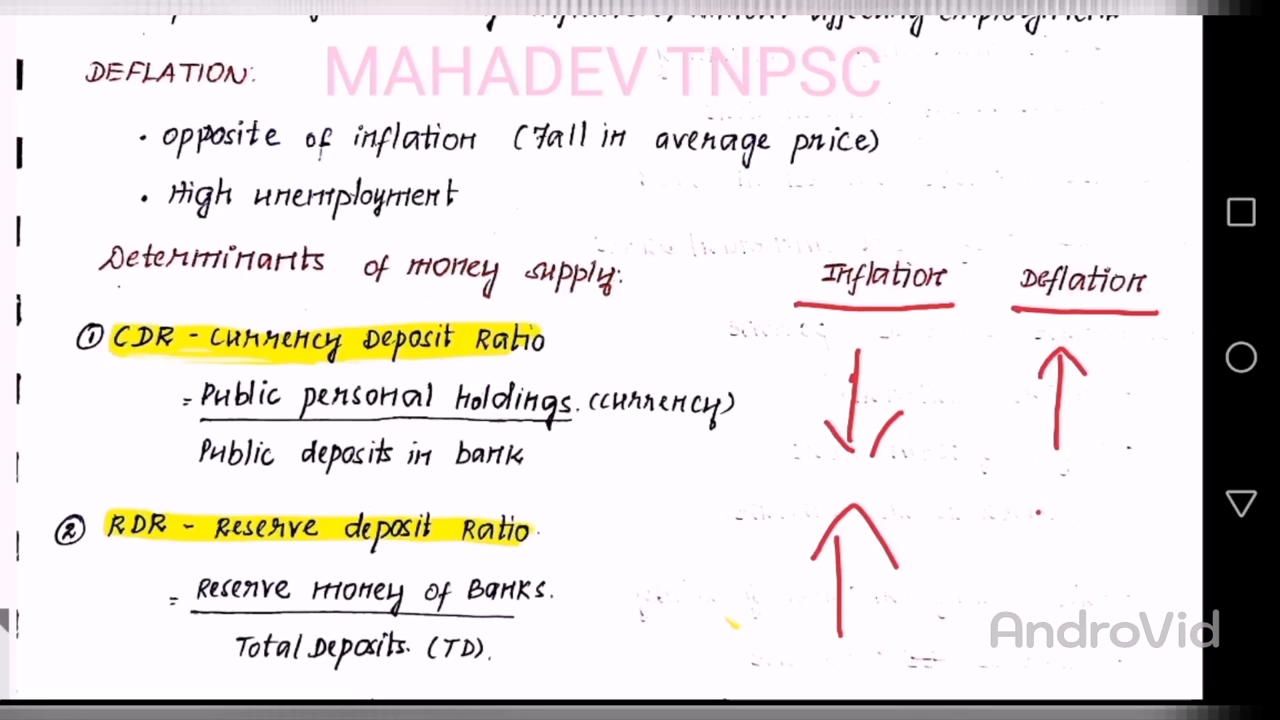 affecting employment
MAHADEV TNPSC
DEFLATION:
• opposite of inflation (Fall in average price)
• High unemployment
Determinants of money supply:
Inflation
Deflation
① CDR - Currency Deposit Ratio
= Public personal holdings. (currency)
Public deposits in bank
② RDR - Reserve deposit Ratio.
= Reserve money of Banks.
Total Deposits. (TD).
AndroVid